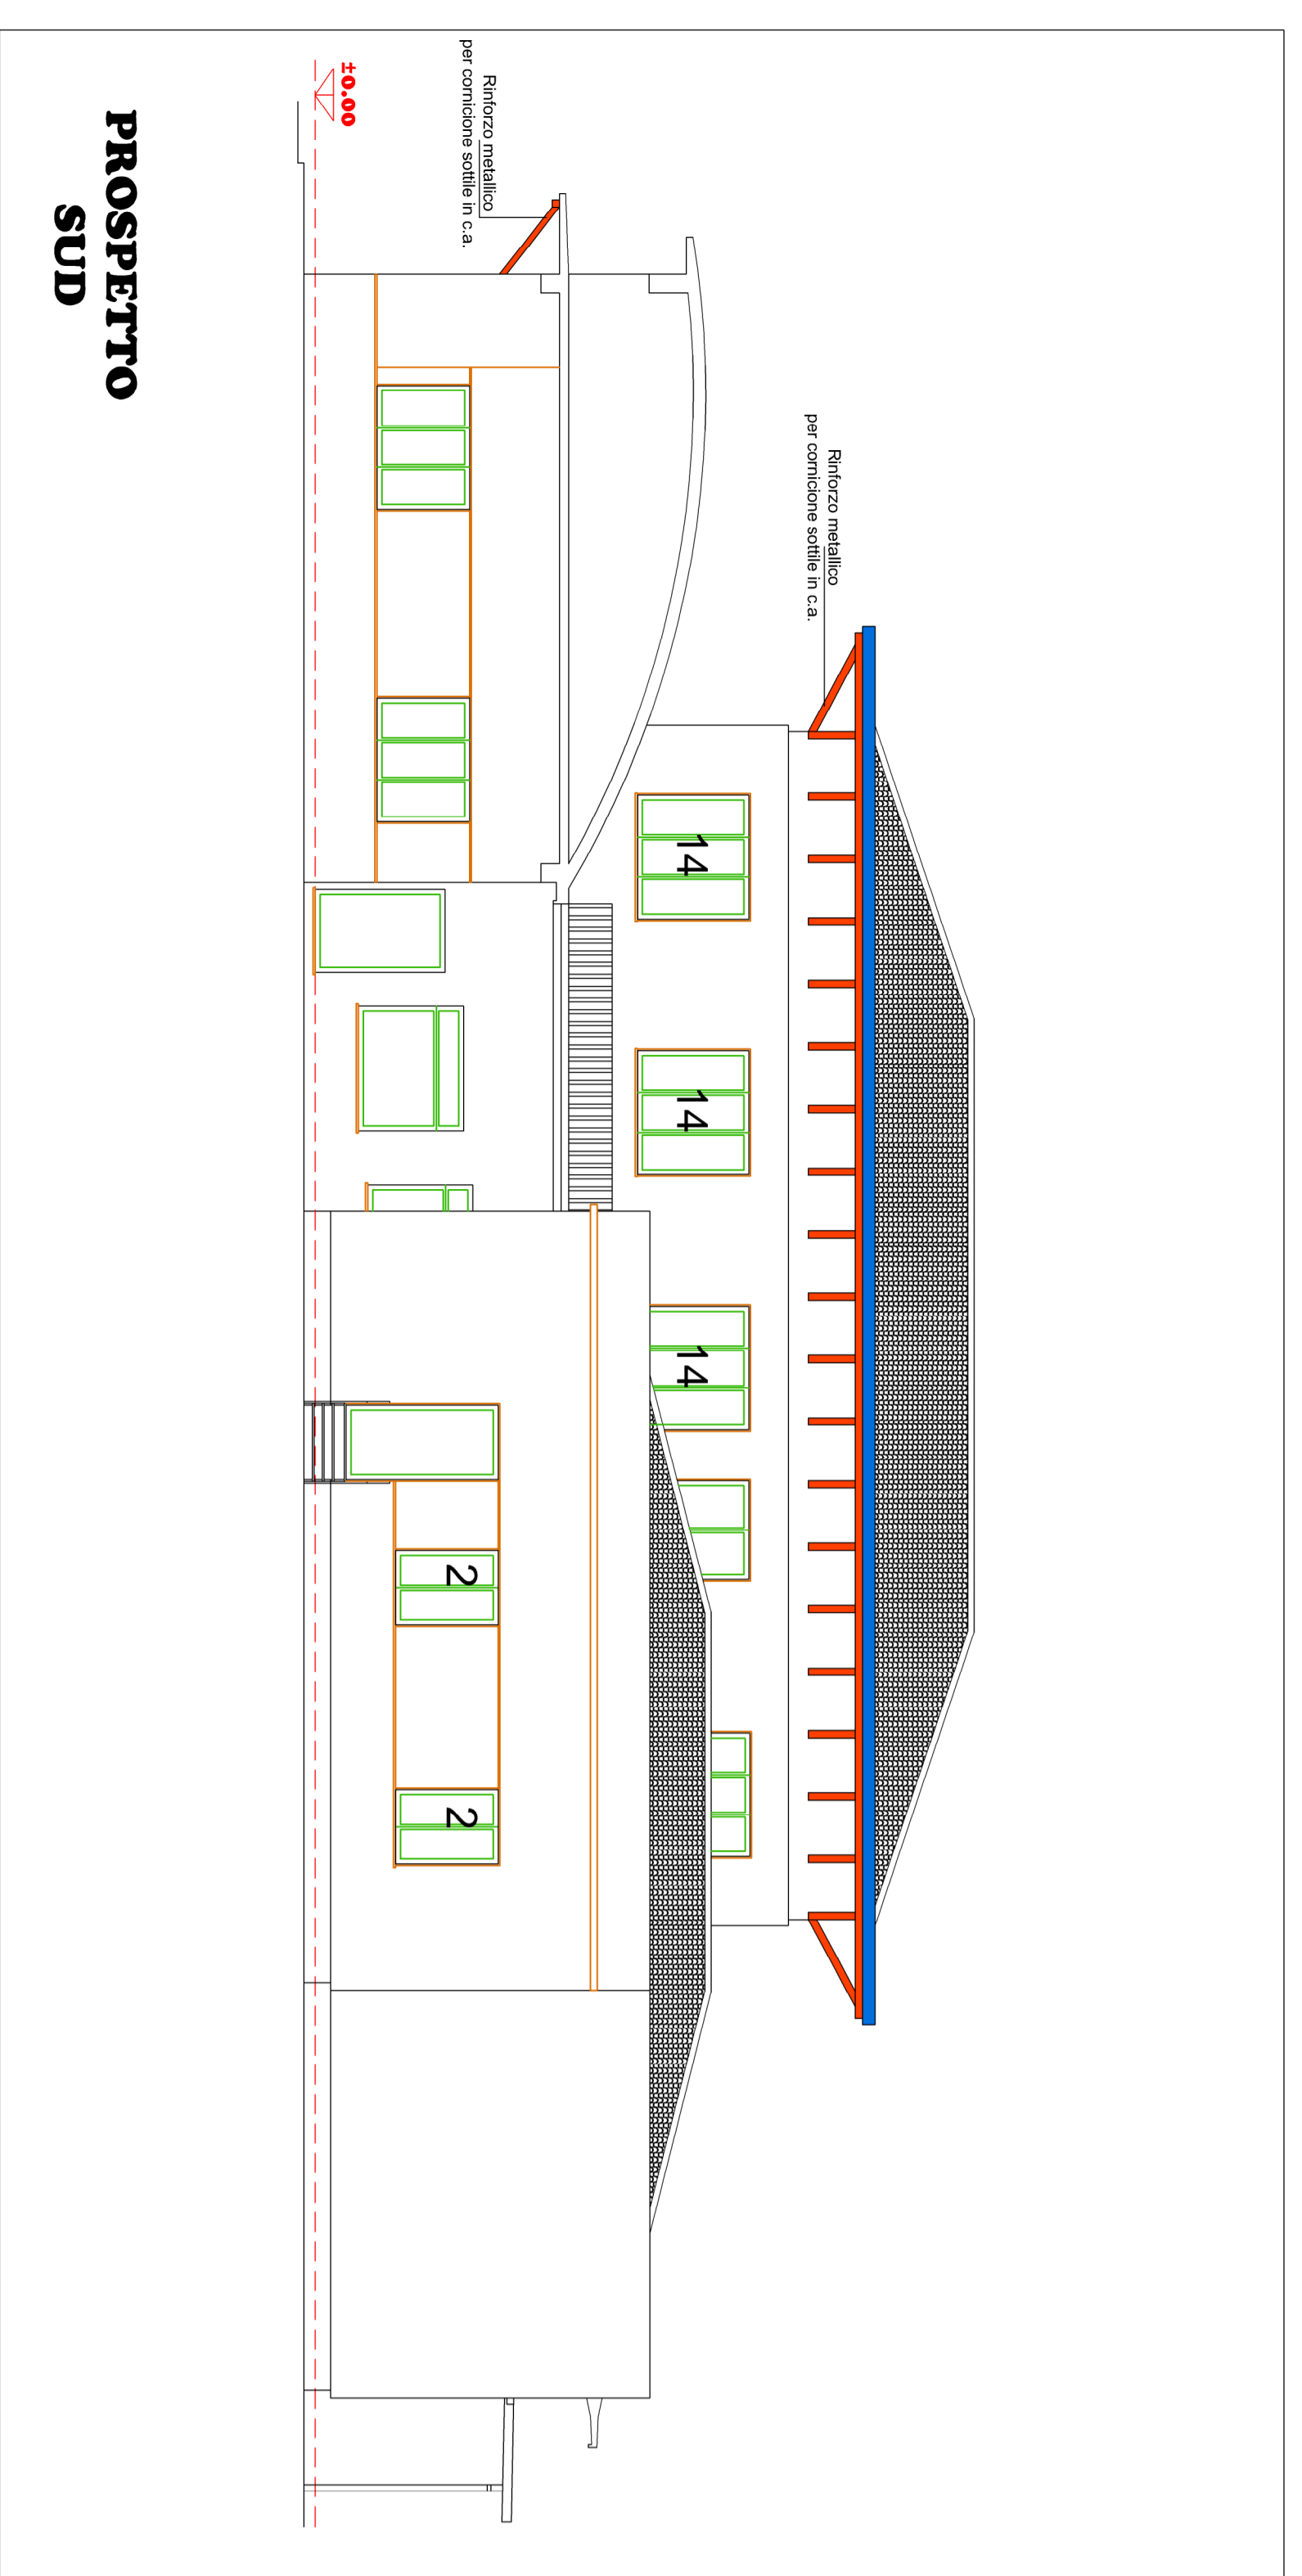 Rinforzo metallico
per cornicione sottile in c.a.
14
14
14
Rinforzo metallico
per cornicione sottile in c.a.
2
2
±0.00
PROSPETTO
SUD